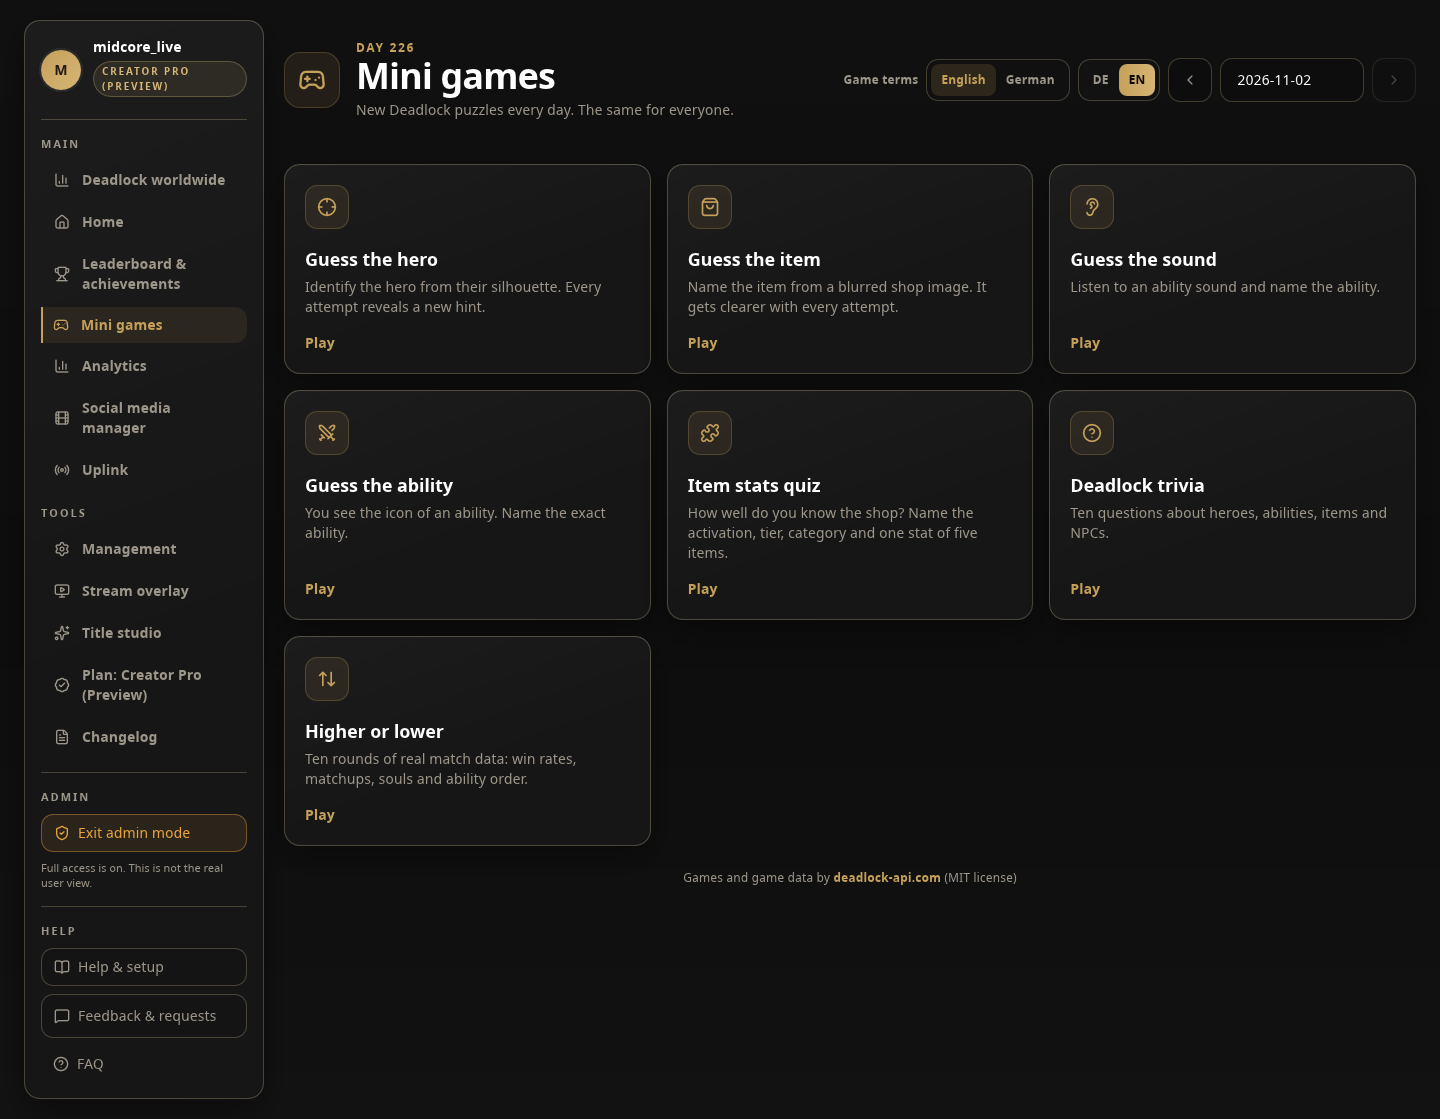 M
midcore_live
CREATOR PRO
(PREVIEW)
MAIN
Deadlock worldwide
Home
Leaderboard &
achievements
Mini games
Analytics
Social media
manager
Uplink
TOOLS
Management
Stream overlay
Title studio
Plan: Creator Pro
(Preview)
Changelog
ADMIN
Exit admin mode
Full access is on. This is not the real
user view.
HELP
Help & setup
Feedback & requests
FAQ
DAY 226
Mini games
New Deadlock puzzles every day. The same for everyone.
Game terms English German DE EN 2026-11-02
Guess the hero
Identify the hero from their silhouette. Every
attempt reveals a new hint.
Play
Guess the item
Name the item from a blurred shop image. It
gets clearer with every attempt.
Play
Guess the sound
Listen to an ability sound and name the ability.
Play
Guess the ability
You see the icon of an ability. Name the exact
ability.
Play
Item stats quiz
How well do you know the shop? Name the
activation, tier, category and one stat of five
items.
Play
Deadlock trivia
Ten questions about heroes, abilities, items and
NPCs.
Play
Higher or lower
Ten rounds of real match data: win rates,
matchups, souls and ability order.
Play
Games and game data by deadlock-api.com (MIT license)